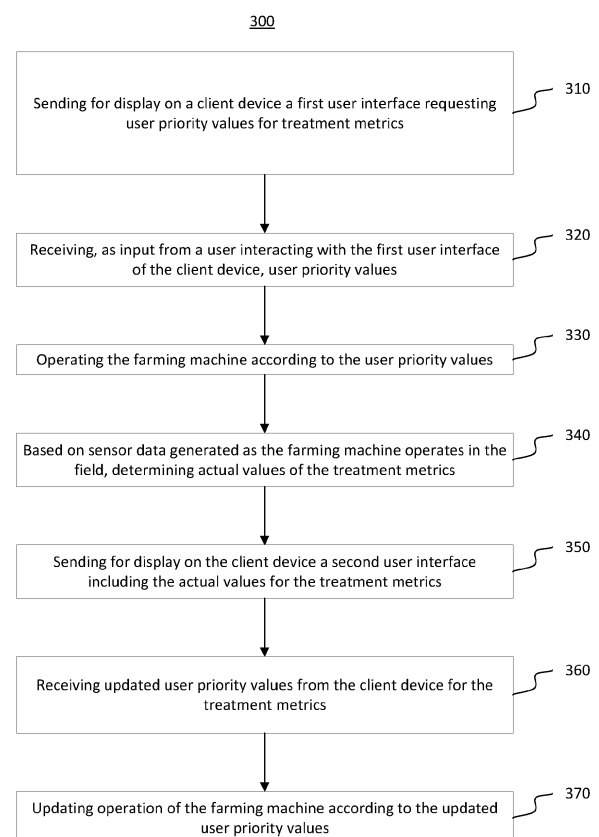 300
Sending for display on a client device a first user interface requesting
user priority values for treatment metrics
310
Receiving, as input from a user interacting with the first user interface
of the client device, user priority values
320
Operating the farming machine according to the user priority values
330
Based on sensor data generated as the farming machine operates in the
field, determining actual values of the treatment metrics
340
Sending for display on the client device a second user interface
including the actual values for the treatment metrics
350
Receiving updated user priority values from the client device for the
treatment metrics
360
Updating operation of the farming machine according to the updated
user priority values
370